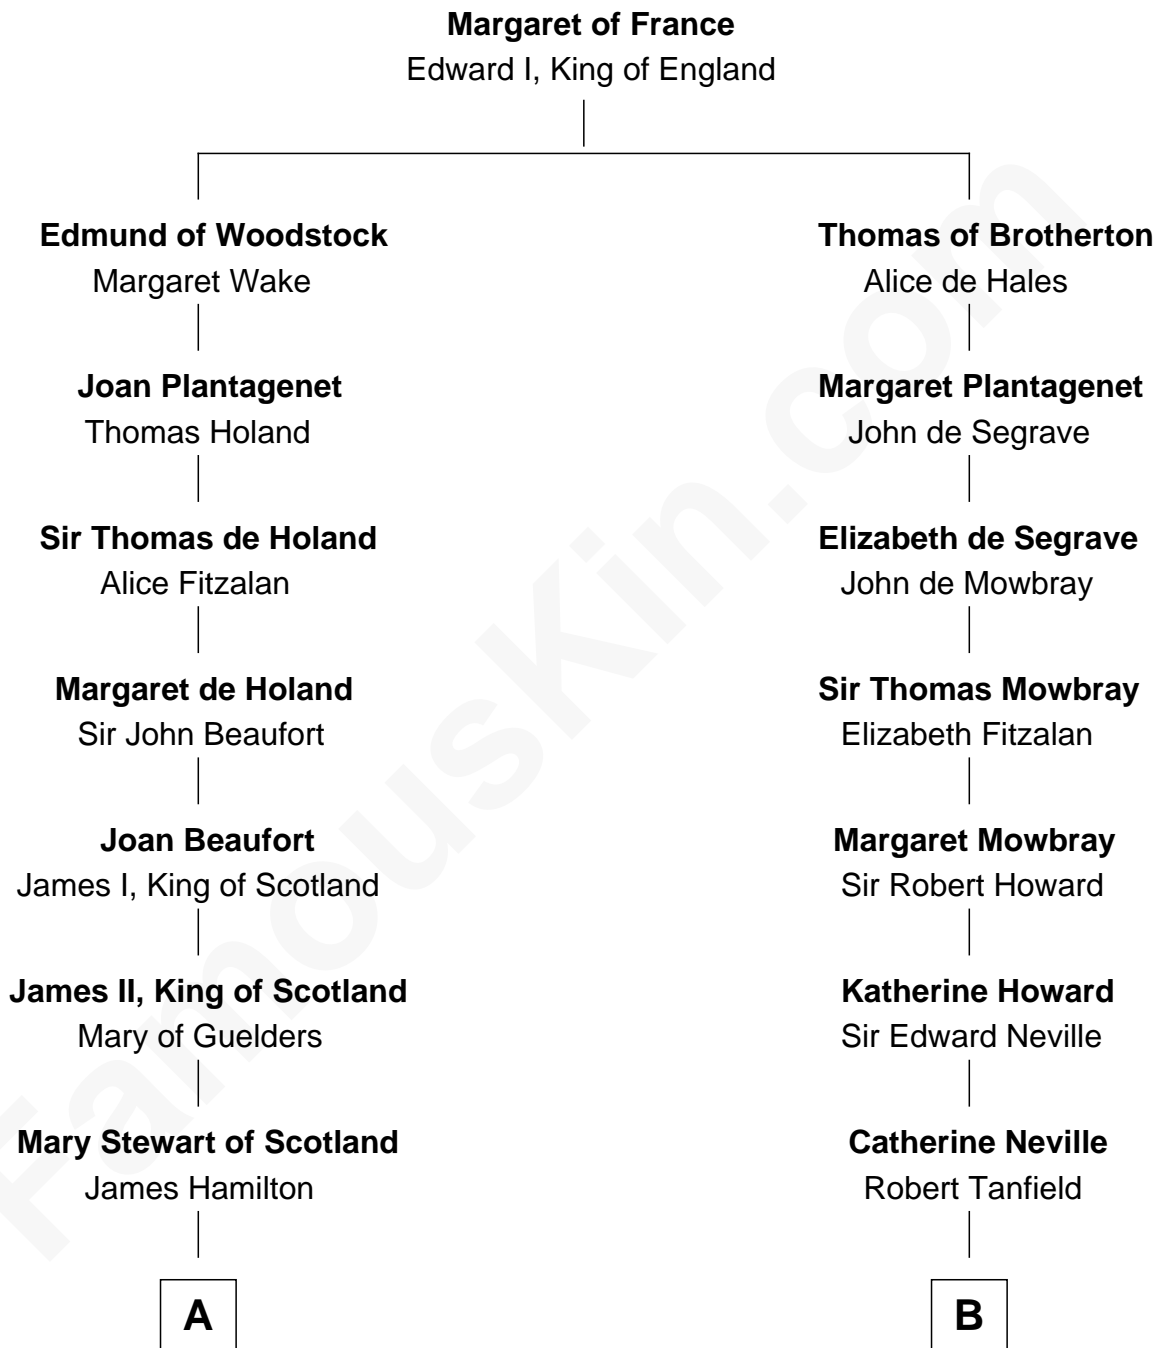 Margaret of France
Edward I, King of England
Edmund of Woodstock
Margaret Wake
Thomas of Brotherton
Alice de Hales
Joan Plantagenet
Thomas Holand
Margaret Plantagenet
John de Segrave
Sir Thomas de Holand
Alice Fitzalan
Elizabeth de Segrave
John de Mowbray
Margaret de Holand
Sir John Beaufort
Sir Thomas Mowbray
Elizabeth Fitzalan
Joan Beaufort
James I, King of Scotland
Margaret Mowbray
Sir Robert Howard
James II, King of Scotland
Mary of Guelders
Katherine Howard
Sir Edward Neville
Mary Stewart of Scotland
James Hamilton
Catherine Neville
Robert Tanfield
A
B
FamousKin.com